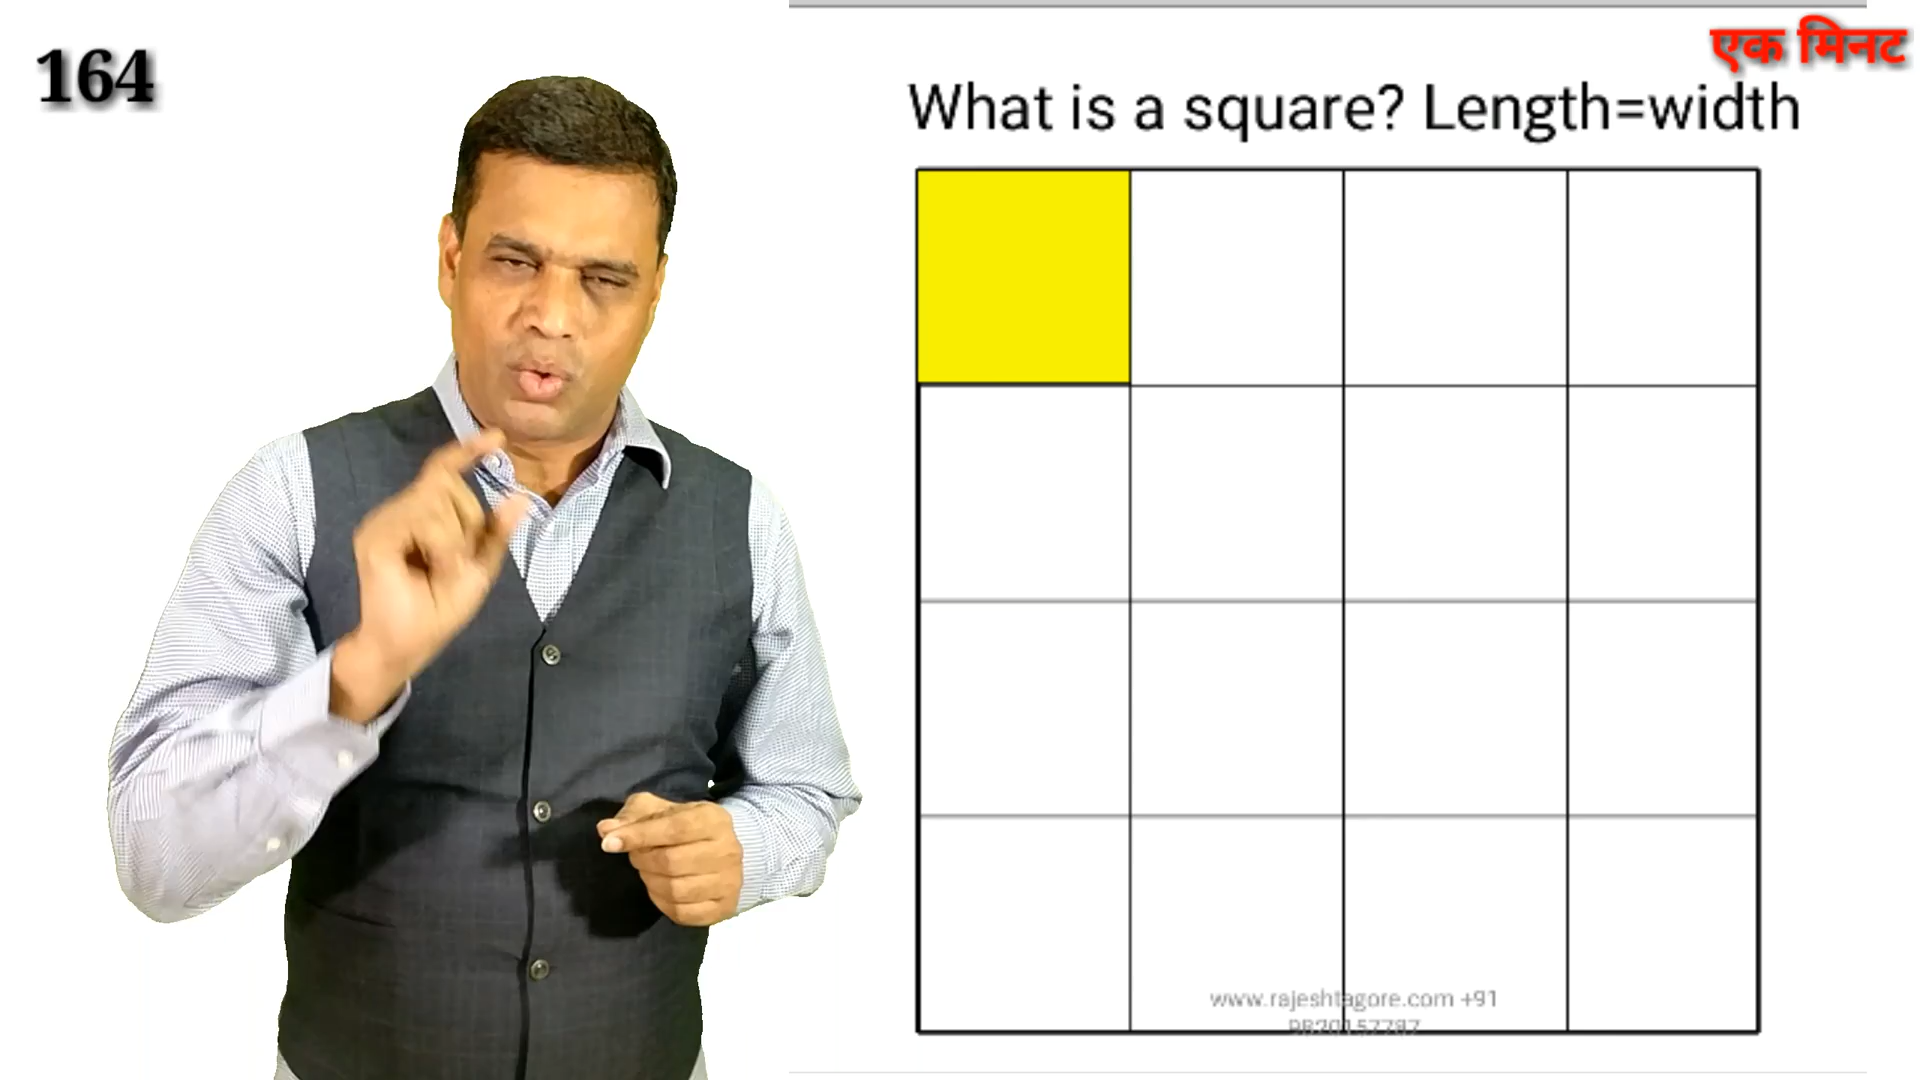 164
एक मिनट
What is a square? Length=width
www.rajeshtagore.com +91